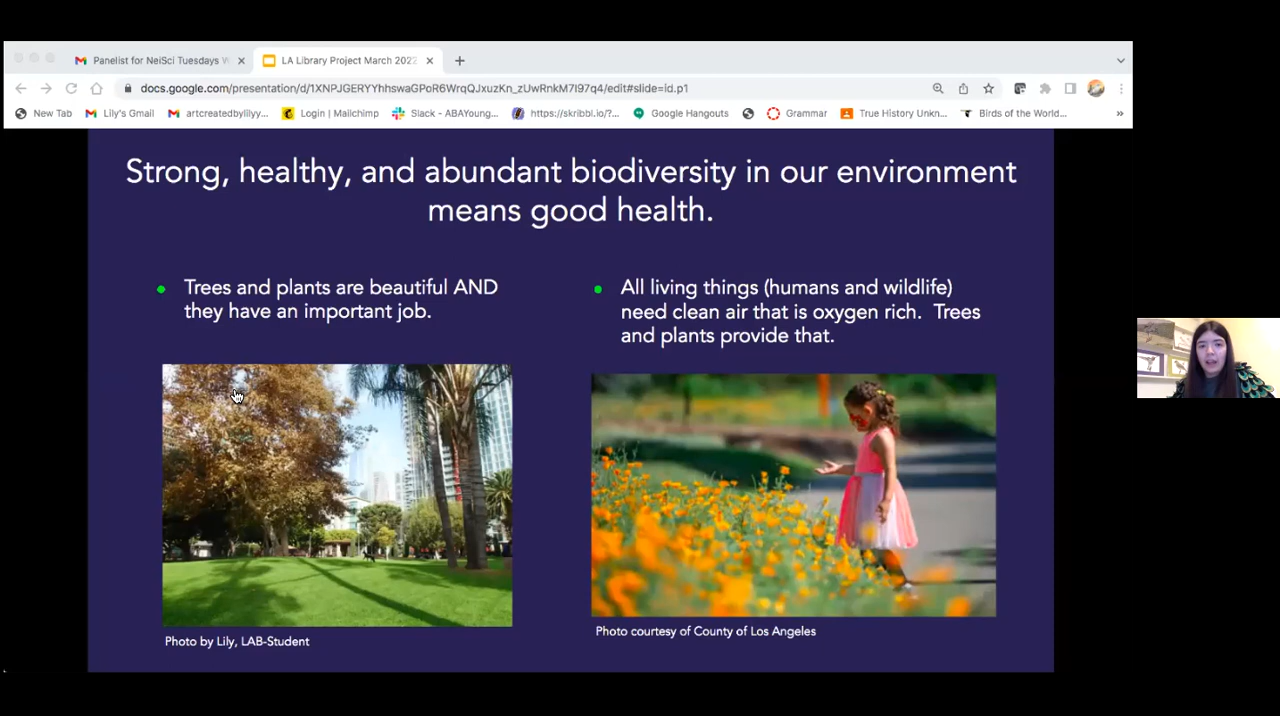 Panelist for NeiSci Tuesdays W
LA Library Project March 2022
docs.google.com/presentation/d/1XNPJGERYYhhswaGPoR6WrqQJxuzKn_zUwRnkM7I97q4/edit#slide=id.p1
New Tab
Lily's Gmail
artcreatedbylilyy...
Login | Mailchimp
Slack - ABAYoung...
https://skribbl.io/?...
Google Hangouts
Grammar
True History Unkn...
Birds of the World...
Strong, healthy, and abundant biodiversity in our environment
means good health.
Trees and plants are beautiful AND
they have an important job.
All living things (humans and wildlife)
need clean air that is oxygen rich. Trees
and plants provide that.
Photo by Lily, LAB-Student
Photo courtesy of County of Los Angeles